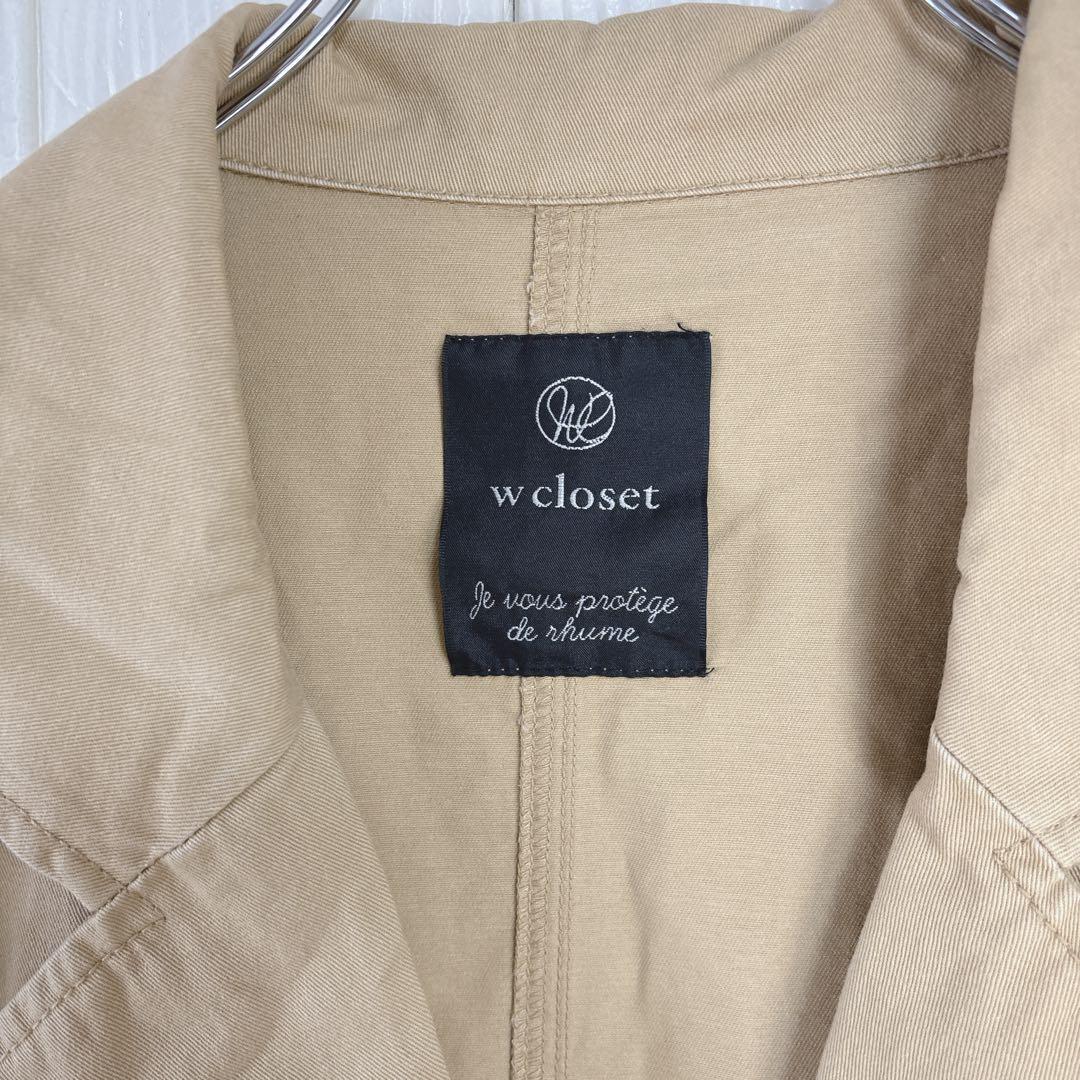 w closet
Je vous protège
de rhume